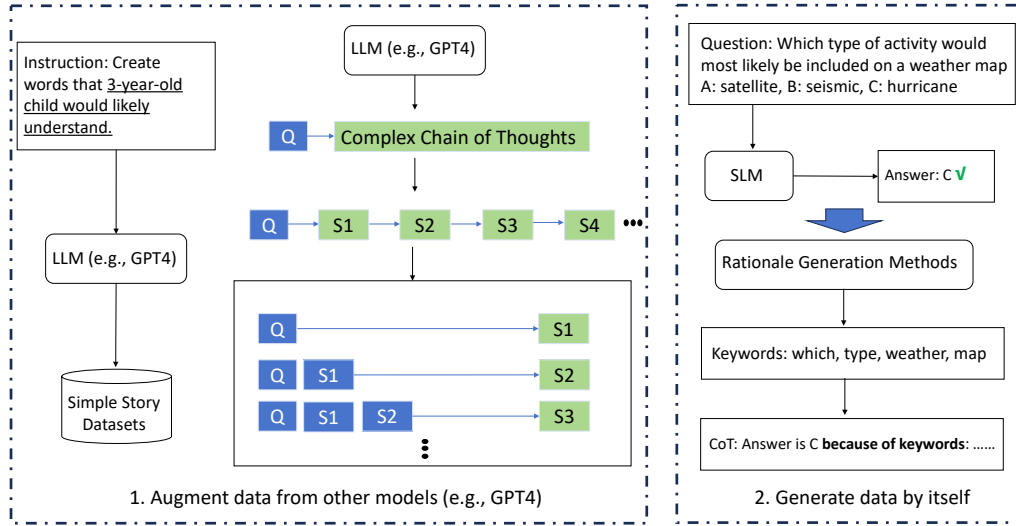 Instruction: Create
words that 3-year-old
child would likely
understand.
LLM (e.g., GPT4)
Simple Story
Datasets
LLM (e.g., GPT4)
Q
Complex Chain of Thoughts
Q S1 S2 S3 S4 •••
Q S1
Q S1 S2
Q S1 S2 S3
1. Augment data from other models (e.g., GPT4)
Question: Which type of activity would
most likely be included on a weather map
A: satellite, B: seismic, C: hurricane
SLM
Answer: C √
Rationale Generation Methods
Keywords: which, type, weather, map
CoT: Answer is C because of keywords: ......
2. Generate data by itself